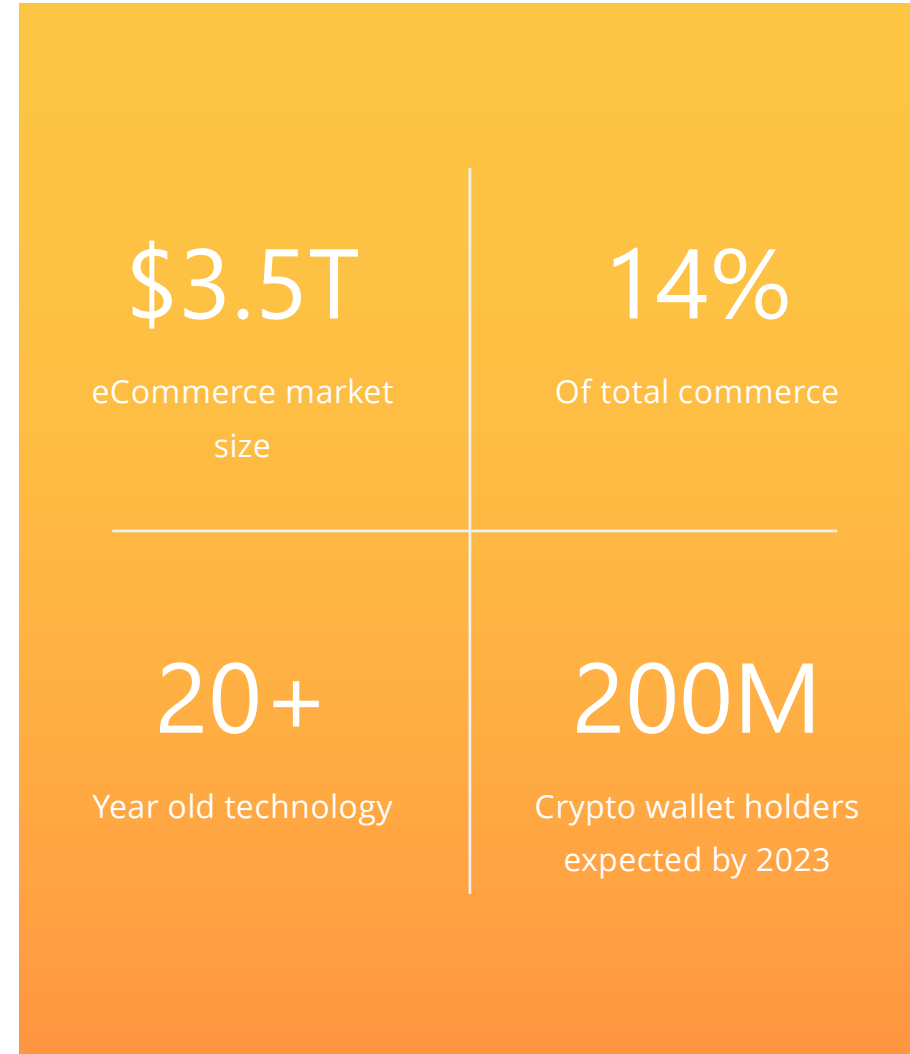 $3.5T
eCommerce market
size
14%
Of total commerce
20+
Year old technology
200M
Crypto wallet holders
expected by 2023